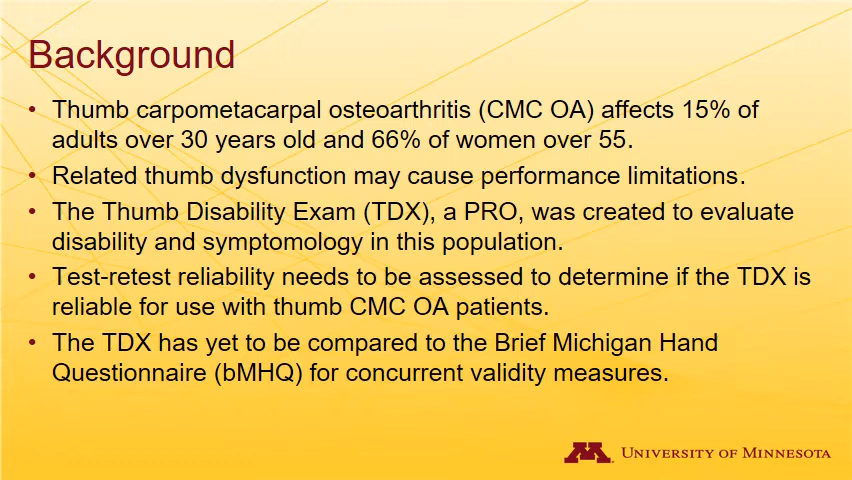 Background
• Thumb carpometacarpal osteoarthritis (CMC OA) affects 15% of
adults over 30 years old and 66% of women over 55.
• Related thumb dysfunction may cause performance limitations.
• The Thumb Disability Exam (TDX), a PRO, was created to evaluate
disability and symptomology in this population.
• Test-retest reliability needs to be assessed to determine if the TDX is
reliable for use with thumb CMC OA patients.
• The TDX has yet to be compared to the Brief Michigan Hand
Questionnaire (bMHQ) for concurrent validity measures.
M University of Minnesota